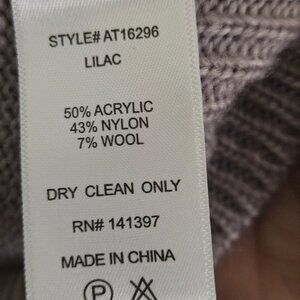 STYLE# AT16296
LILAC
50% ACRYLIC
43% NYLON
7% WOOL
DRY CLEAN ONLY
RN# 141397
MADE IN CHINA
P